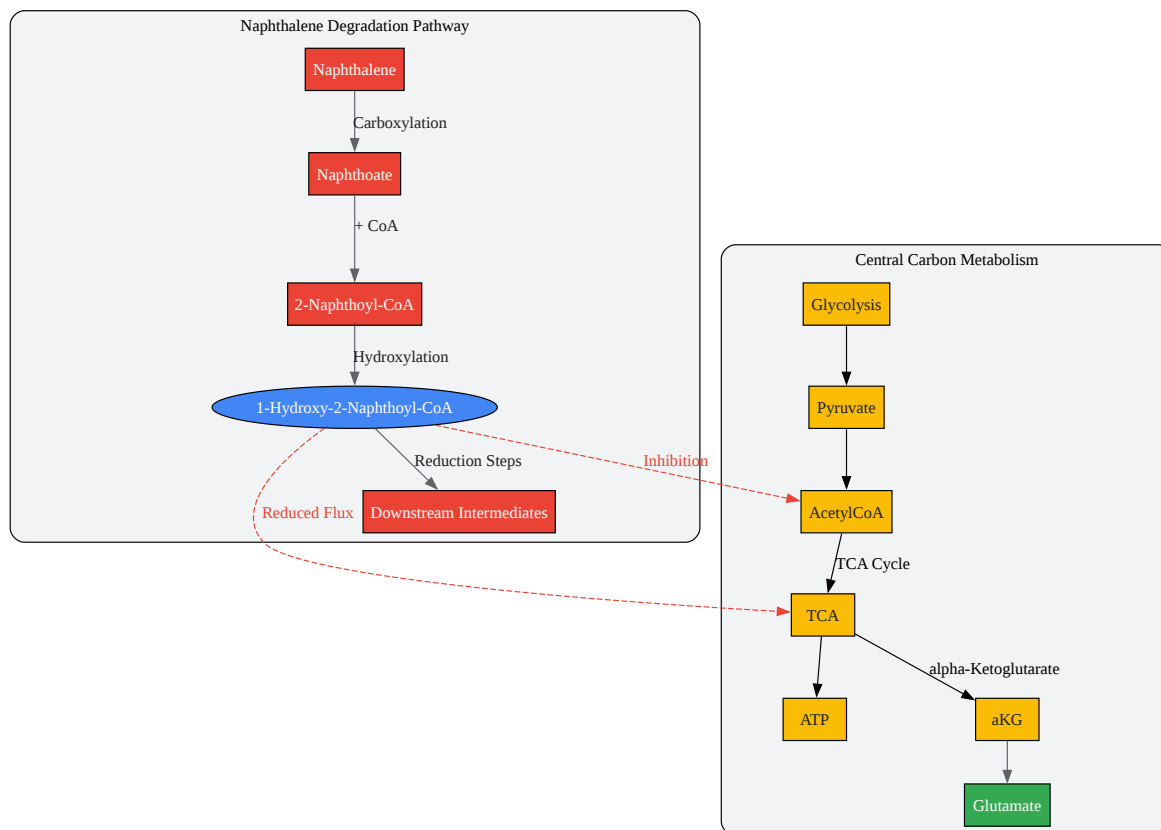 Naphthalene Degradation Pathway
Naphthalene
Carboxylation
Naphthoate
+ CoA
2-Naphthoyl-CoA
Hydroxylation
1-Hydroxy-2-Naphthoyl-CoA
Reduction Steps
Inhibition
Reduced Flux
Downstream Intermediates
Central Carbon Metabolism
Glycolysis
Pyruvate
AcetylCoA
TCA Cycle
TCA
alpha-Ketoglutarate
ATP
aKG
Glutamate